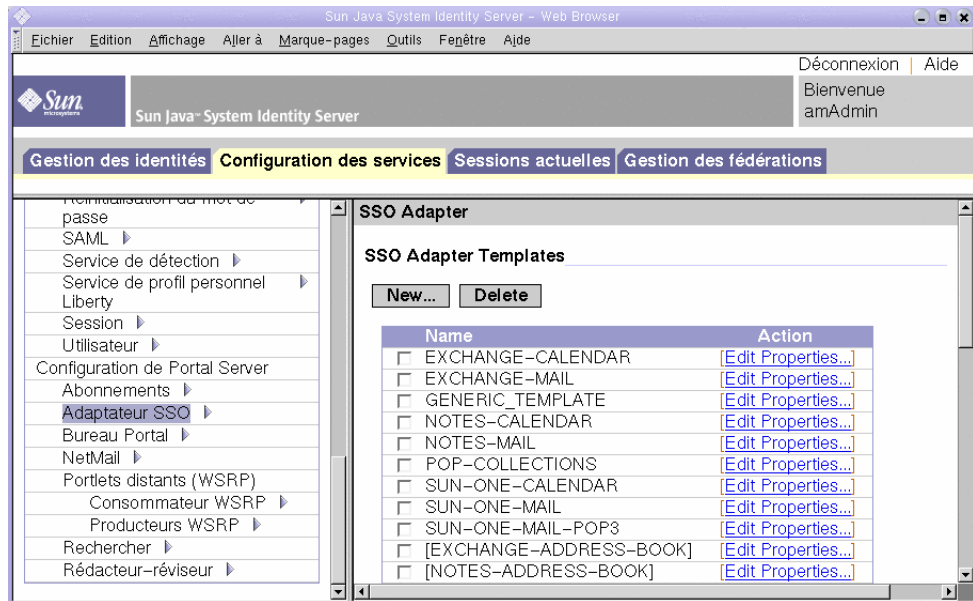 Sun Java System Identity Server - Web Browser
Fichier Edition Affichage Aller à Marque-pages Outils Fenêtre Aide
Déconnexion | Aide
Sun
microsystems
Sun Java™ System Identity Server
Bienvenue
amAdmin
Gestion des identités Configuration des services Sessions actuelles Gestion des fédérations
Réinitialisation du mot de
passe
SAML
Service de détection
Service de profil personnel
Liberty
Session
Utilisateur
Configuration de Portal Server
Abonnements
Adaptateur SSO
Bureau Portal
NetMail
Portlets distants (WSRP)
Consommateur WSRP
Producteurs WSRP
Rechercher
Rédacteur-réviseur
SSO Adapter
SSO Adapter Templates
New... Delete
Name Action
EXCHANGE-CALENDAR [Edit Properties...]
EXCHANGE-MAIL [Edit Properties...]
GENERIC_TEMPLATE [Edit Properties...]
NOTES-CALENDAR [Edit Properties...]
NOTES-MAIL [Edit Properties...]
POP-COLLECTIONS [Edit Properties...]
SUN-ONE-CALENDAR [Edit Properties...]
SUN-ONE-MAIL [Edit Properties...]
SUN-ONE-MAIL-POP3 [Edit Properties...]
[EXCHANGE-ADDRESS-BOOK] [Edit Properties...]
[NOTES-ADDRESS-BOOK] [Edit Properties...]